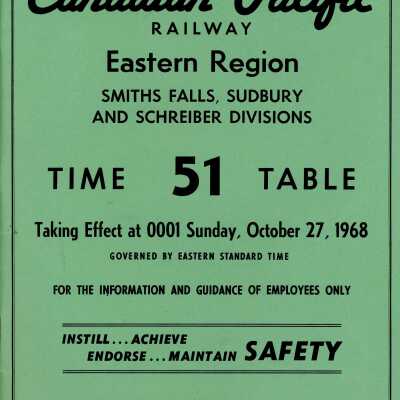 Canadian Pacific
RAILWAY
Eastern Region
SMITHS FALLS, SUDBURY
AND SCHREIBER DIVISIONS
TIME 51 TABLE
Taking Effect at 0001 Sunday, October 27, 1968
GOVERNED BY EASTERN STANDARD TIME
FOR THE INFORMATION AND GUIDANCE OF EMPLOYEES ONLY
INSTILL...ACHIEVE
ENDORSE...MAINTAIN SAFETY